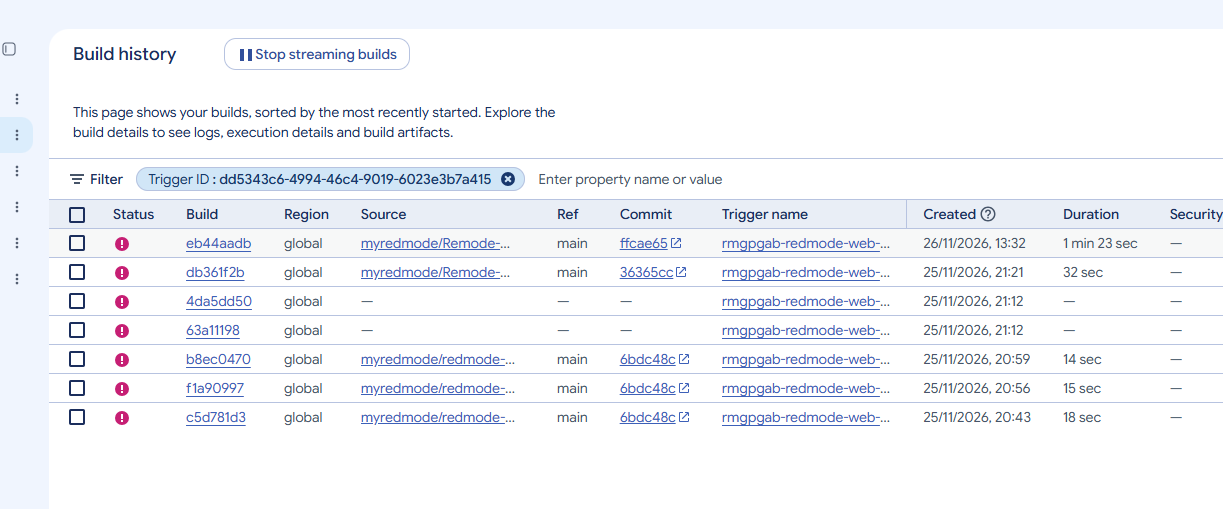 Build history
Stop streaming builds
This page shows your builds, sorted by the most recently started. Explore the
build details to see logs, execution details and build artifacts.
Filter Trigger ID : dd5343c6-4994-46c4-9019-6023e3b7a415 Enter property name or value
Status Build Region Source Ref Commit Trigger name Created Duration Security
eb44aadb global myredmode/Remode-... main ffcae65 rmgpgab-redmode-web-... 26/11/2026, 13:32 1 min 23 sec —
db361f2b global myredmode/Remode-... main 36365cc rmgpgab-redmode-web-... 25/11/2026, 21:21 32 sec —
4da5dd50 global — — — rmgpgab-redmode-web-... 25/11/2026, 21:12 — —
63a11198 global — — — rmgpgab-redmode-web-... 25/11/2026, 21:12 — —
b8ec0470 global myredmode/redmode-... main 6bdc48c rmgpgab-redmode-web-... 25/11/2026, 20:59 14 sec —
f1a90997 global myredmode/redmode-... main 6bdc48c rmgpgab-redmode-web-... 25/11/2026, 20:56 15 sec —
c5d781d3 global myredmode/redmode-... main 6bdc48c rmgpgab-redmode-web-... 25/11/2026, 20:43 18 sec —